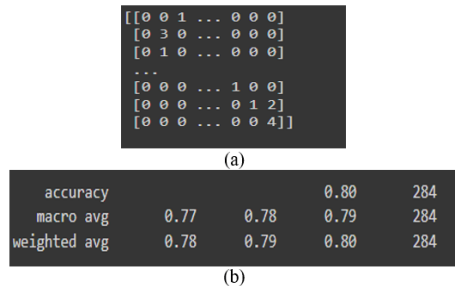 [[0 0 1 ... 0 0 0]
[0 3 0 ... 0 0 0]
[0 1 0 ... 0 0 0]
...
[0 0 0 ... 1 0 0]
[0 0 0 ... 0 1 2]
[0 0 0 ... 0 0 4]]
(a)
accuracy 0.80 284
macro avg 0.77 0.78 0.79 284
weighted avg 0.78 0.79 0.80 284
(b)